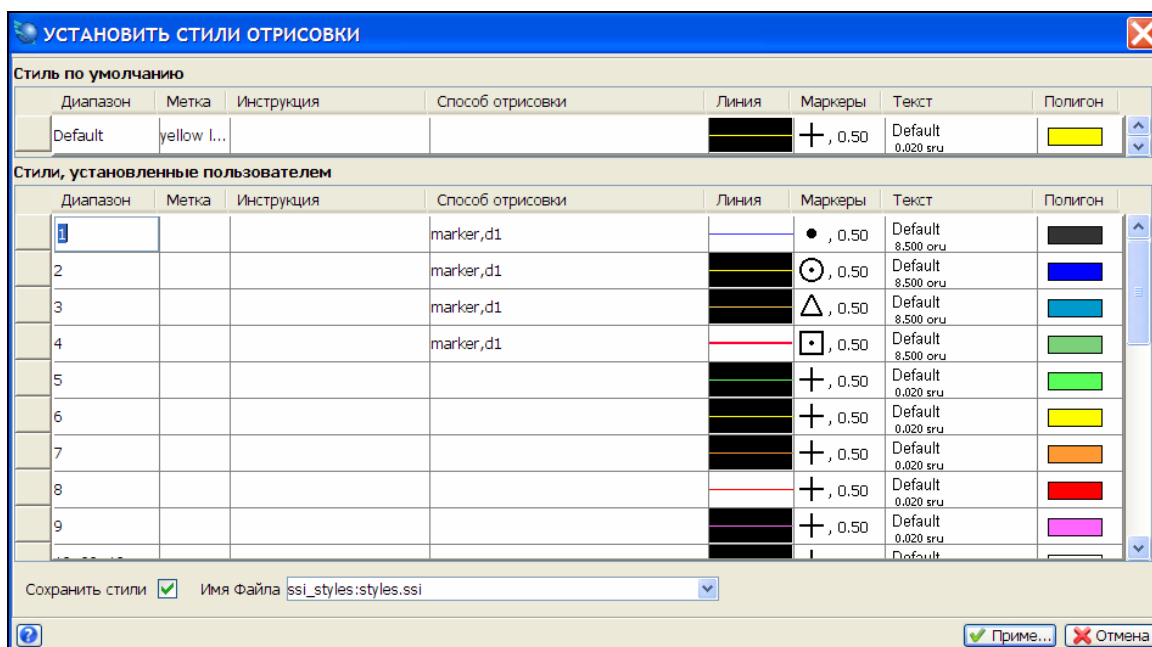 УСТАНОВИТЬ СТИЛИ ОТРИСОВКИ
Стиль по умолчанию
Диапазон Метка Инструкция Способ отрисовки Линия Маркеры Текст Полигон
Default yellow l... , 0.50 Default 0.020 sru
Стили, установленные пользователем
Диапазон Метка Инструкция Способ отрисовки Линия Маркеры Текст Полигон
1 marker,d1 , 0.50 Default 8.500 oru
2 marker,d1 , 0.50 Default 8.500 oru
3 marker,d1 , 0.50 Default 8.500 oru
4 marker,d1 , 0.50 Default 8.500 oru
5 , 0.50 Default 0.020 sru
6 , 0.50 Default 0.020 sru
7 , 0.50 Default 0.020 sru
8 , 0.50 Default 0.020 sru
9 , 0.50 Default 0.020 sru
Default
Сохранить стили Имя Файла ssi_styles:styles.ssi
Приме... Отмена